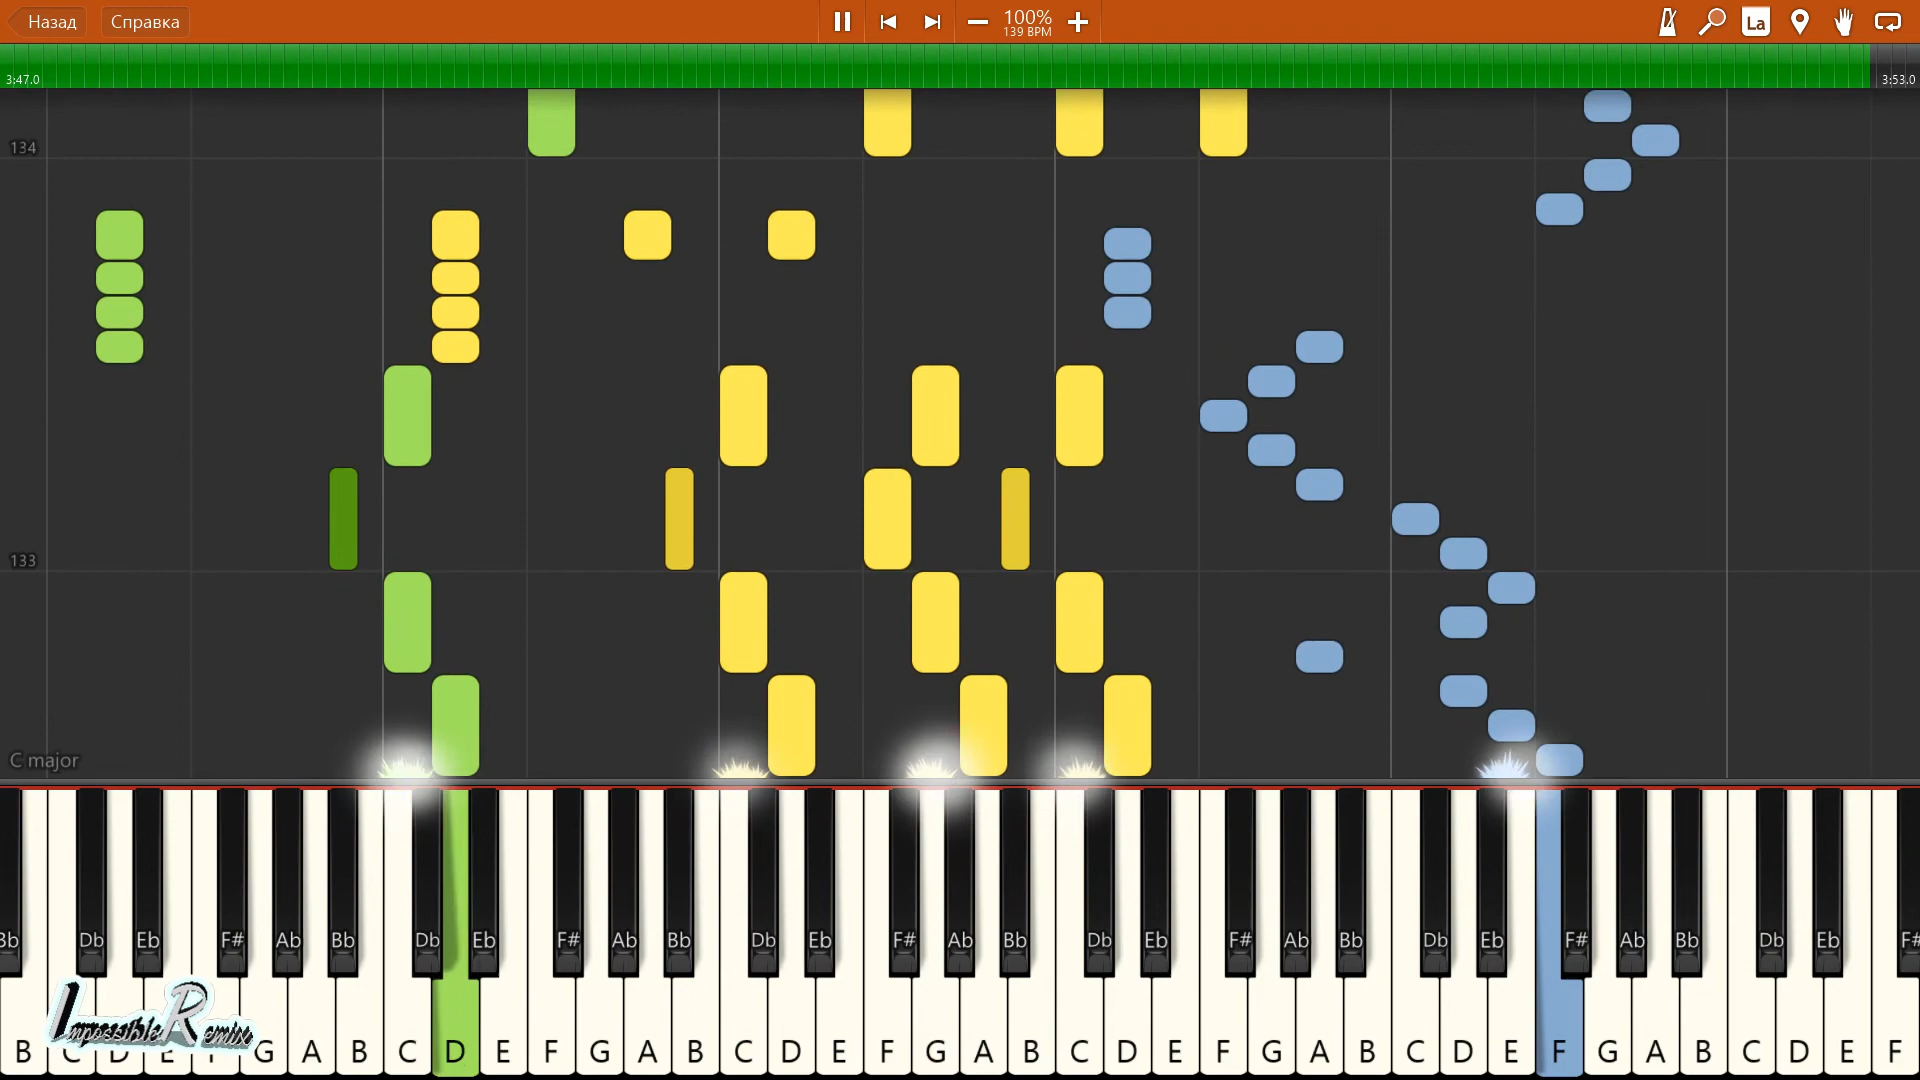 Назад Справка 100% La
139 BPM
3:47.0 3:53.0
134
133
C major
Bb Db Eb F# Ab Bb Db Eb F# Ab Bb Db Eb F# Ab Bb Db Eb F# Ab Bb Db Eb F# Ab Bb Db Eb F#
ImpossibleRemix
B C D E F G A B C D E F G A B C D E F G A B C D E F G A B C D E F G A B C D E F